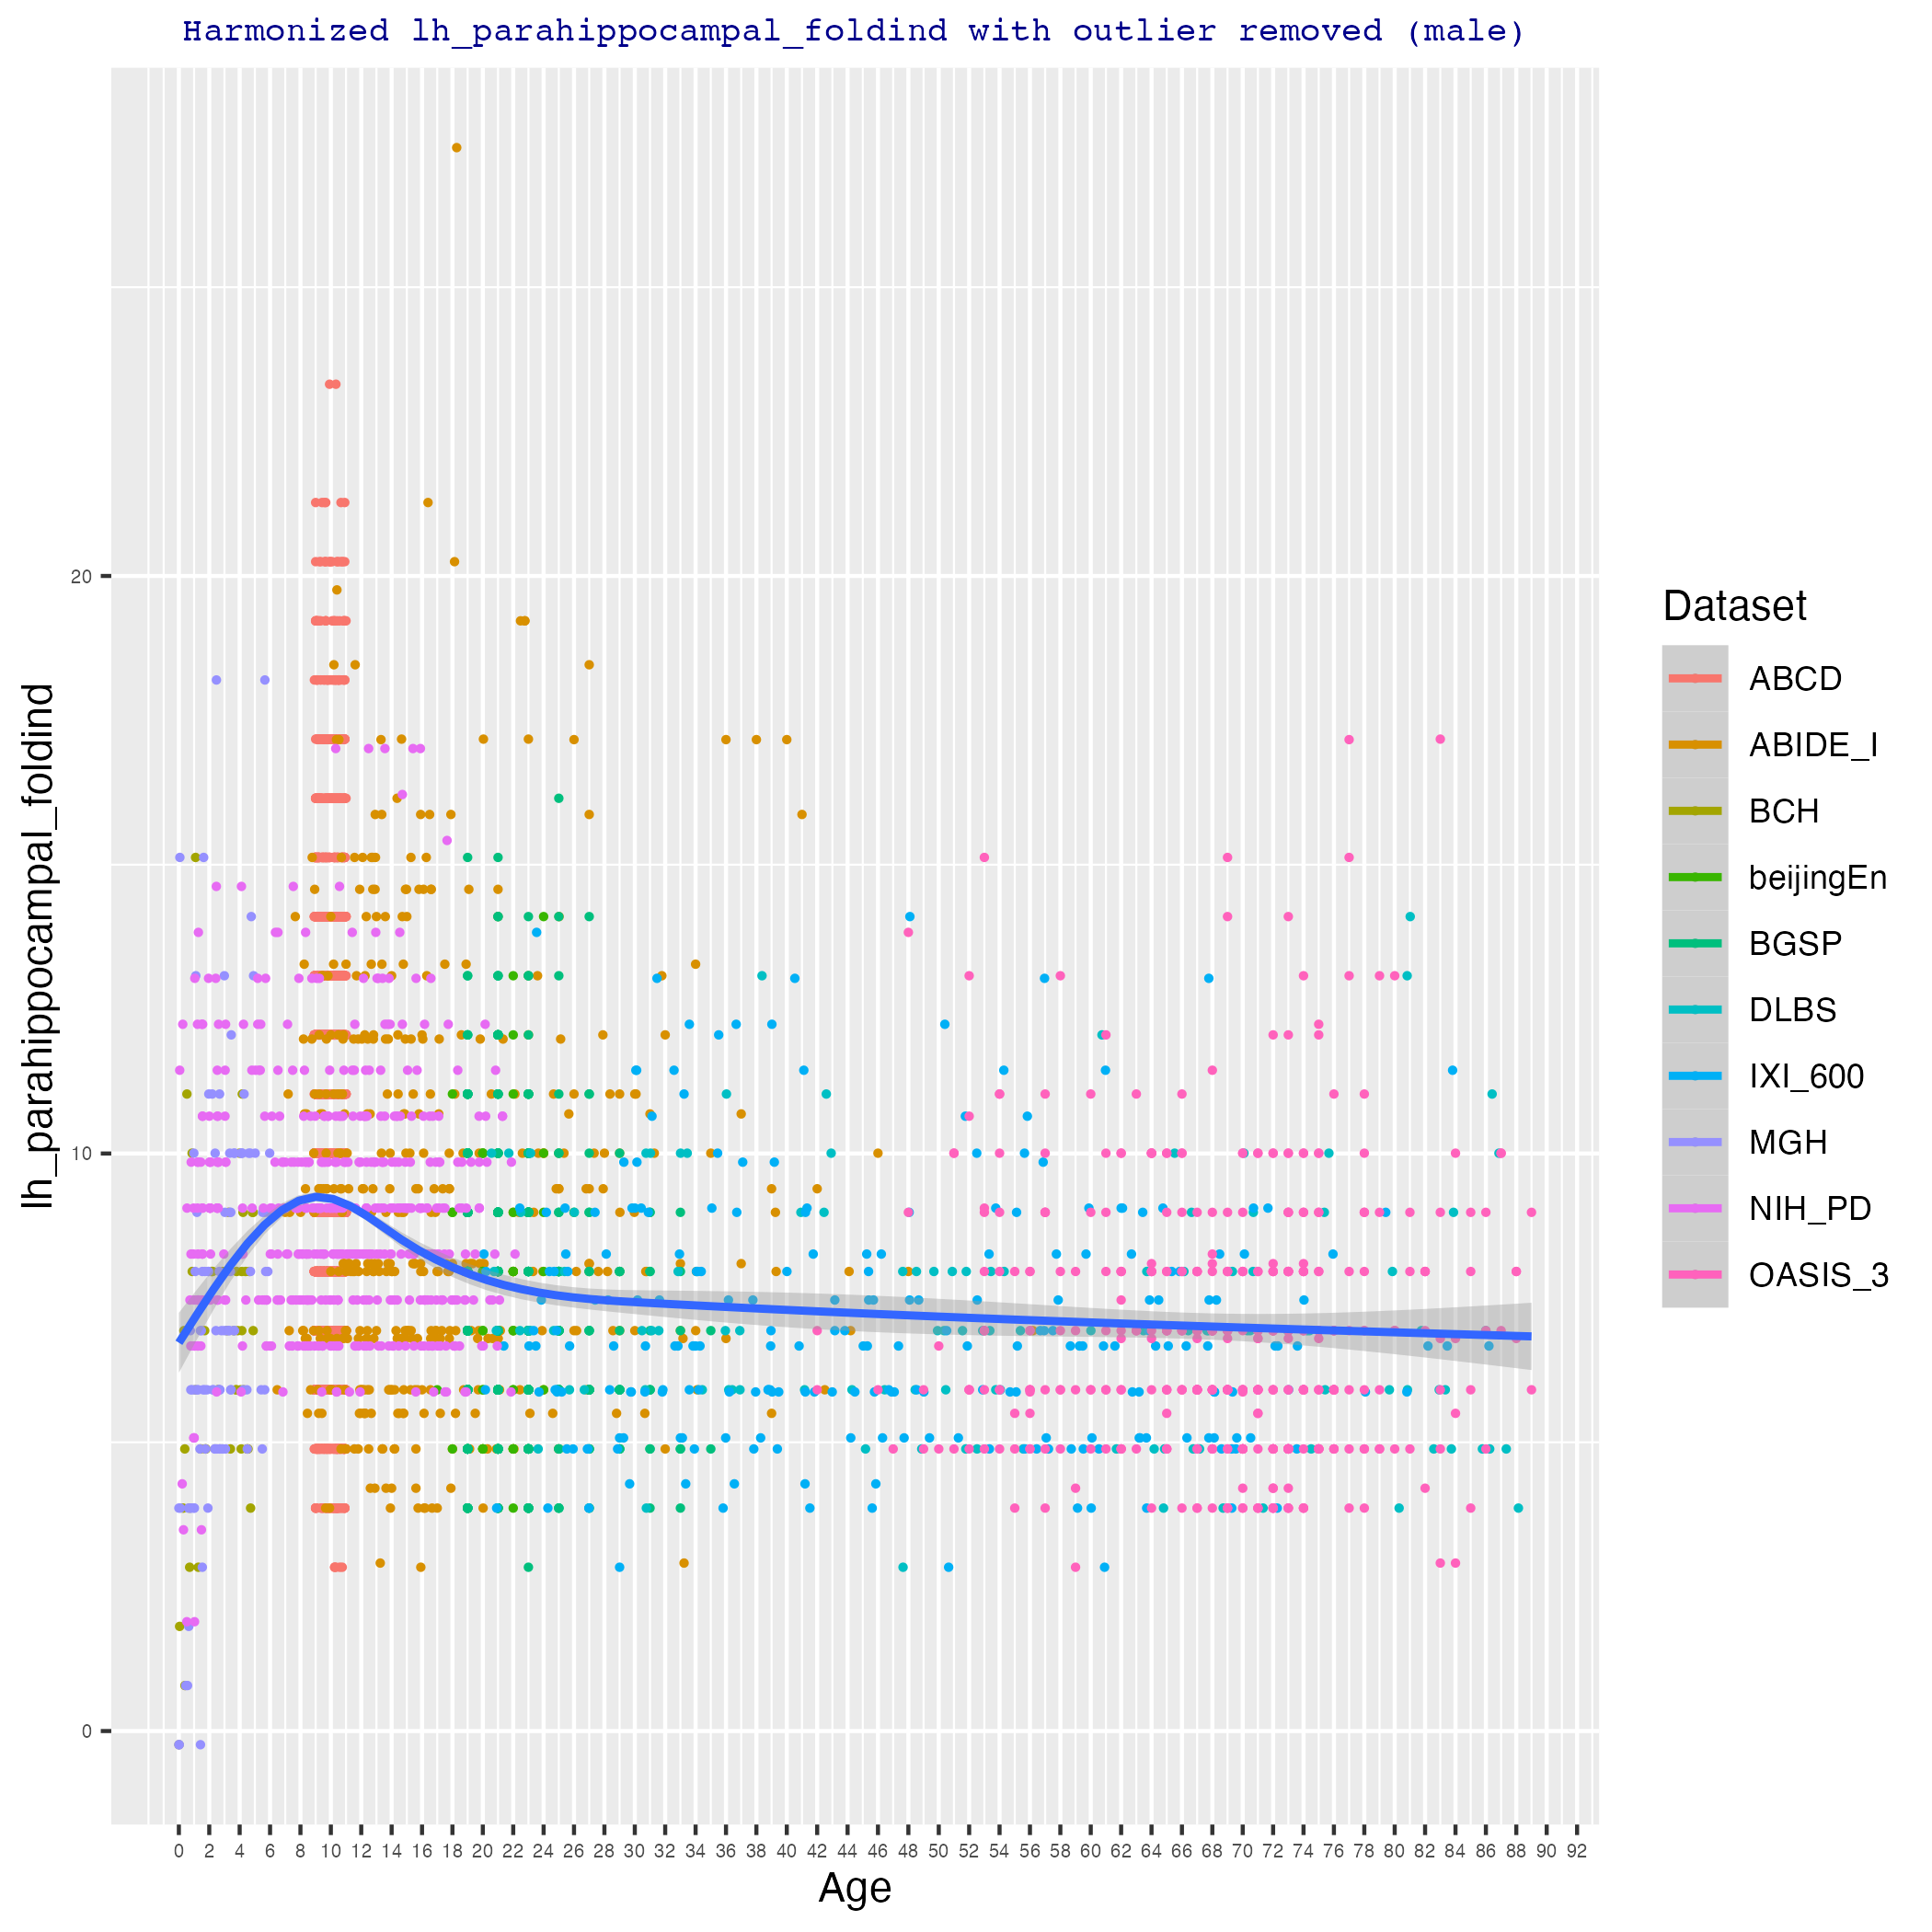 Harmonized lh_parahippocampal_foldind with outlier removed (male)
lh_parahippocampal_foldind
20
10
0
0 2 4 6 8 10 12 14 16 18 20 22 24 26 28 30 32 34 36 38 40 42 44 46 48 50 52 54 56 58 60 62 64 66 68 70 72 74 76 78 80 82 84 86 88 90 92
Age
Dataset
ABCD
ABIDE_I
BCH
beijingEn
BGSP
DLBS
IXI_600
MGH
NIH_PD
OASIS_3